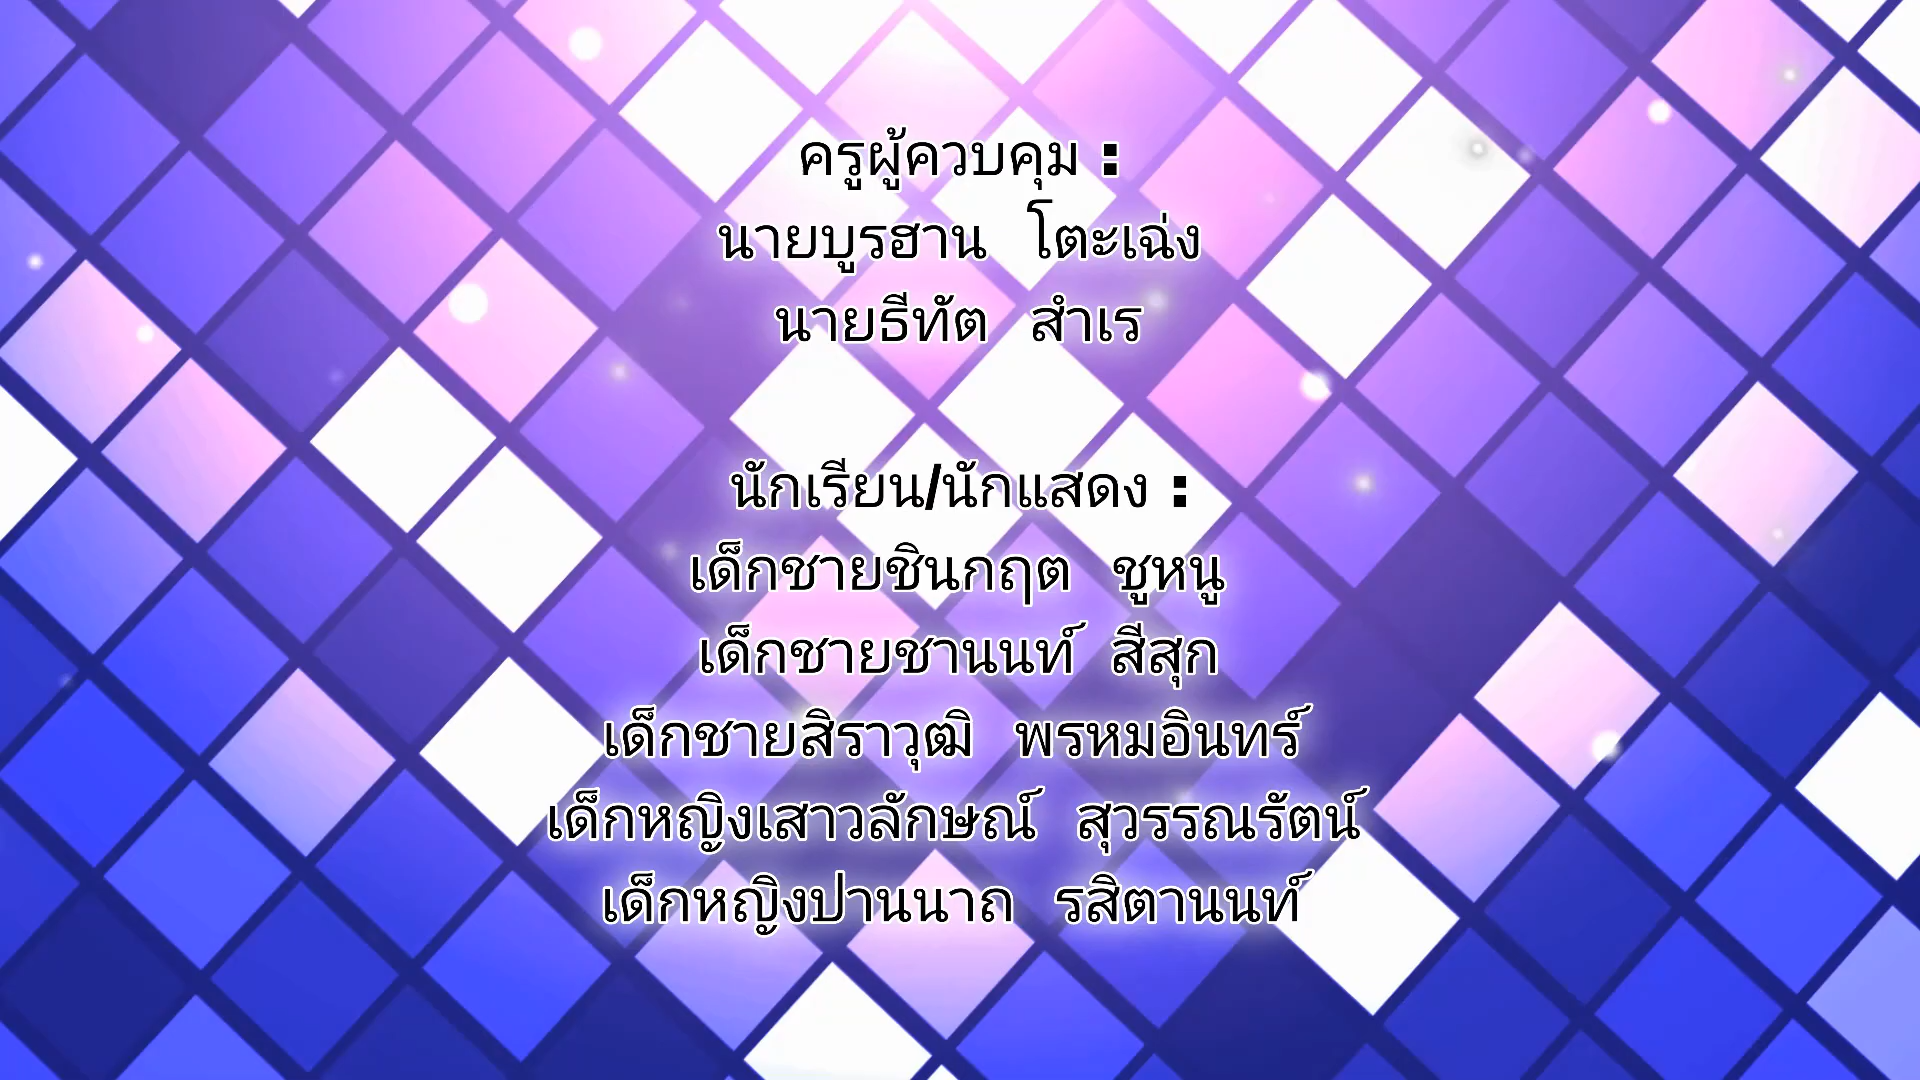 ครูผู้ควบคุม :
นายบูรฮาน โตะเฉ่ง
นายธีทัต สำเร
นักเรียน/นักแสดง :
เด็กชายชินกฤต ชูหนู
เด็กชายชานนท์ สีสุก
เด็กชายสิราวุฒิ พรหมอินทร์
เด็กหญิงเสาวลักษณ์ สุวรรณรัตน์
เด็กหญิงปานนาถ รสิตานนท์